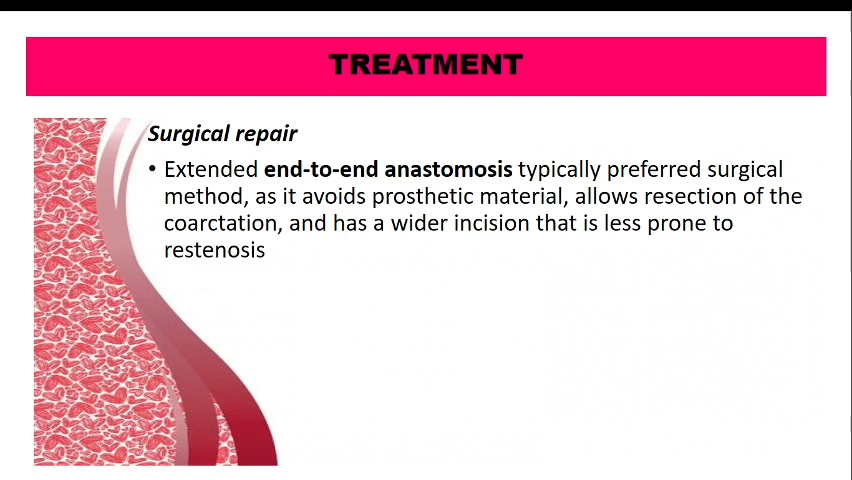 TREATMENT
Surgical repair
• Extended end-to-end anastomosis typically preferred surgical
method, as it avoids prosthetic material, allows resection of the
coarctation, and has a wider incision that is less prone to
restenosis